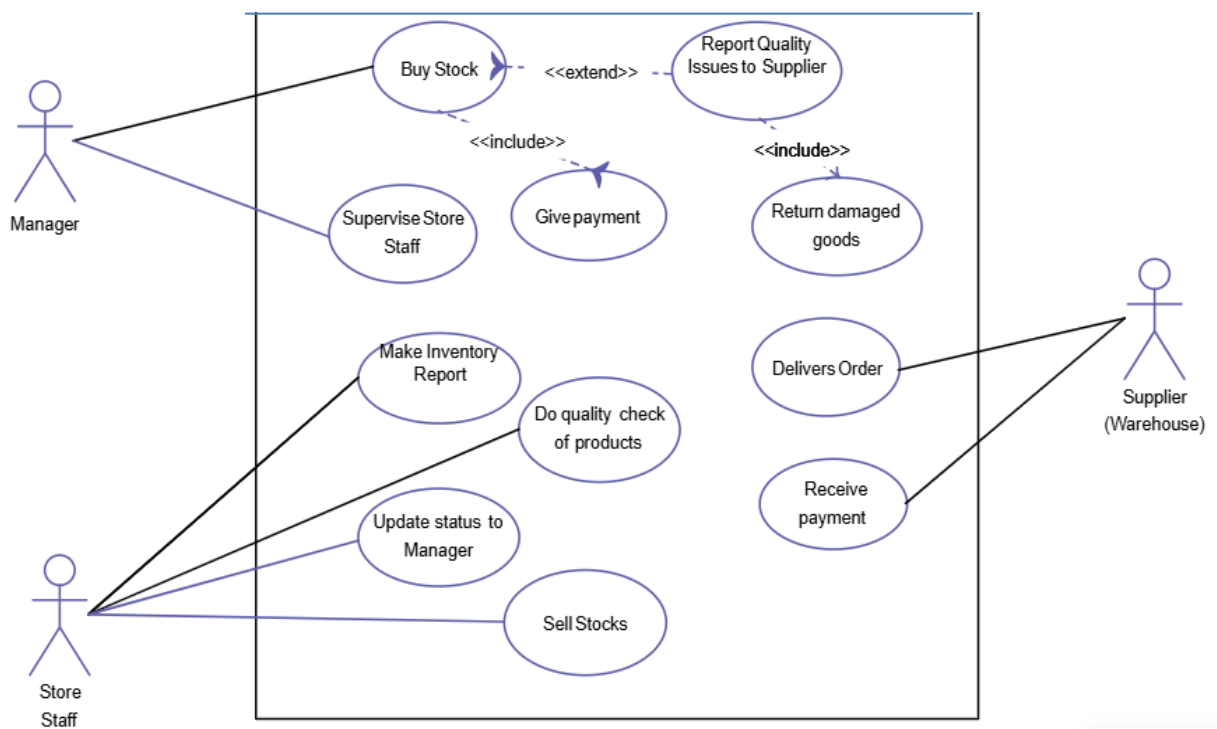 Buy Stock
<<extend>>
Report Quality
Issues to Supplier
<<include>>
<<include>>
Manager
Supervise Store
Staff
Give payment
Return damaged
goods
Make Inventory
Report
Do quality check
of products
Delivers Order
Supplier
(Warehouse)
Update status to
Manager
Receive
payment
Sell Stocks
Store
Staff